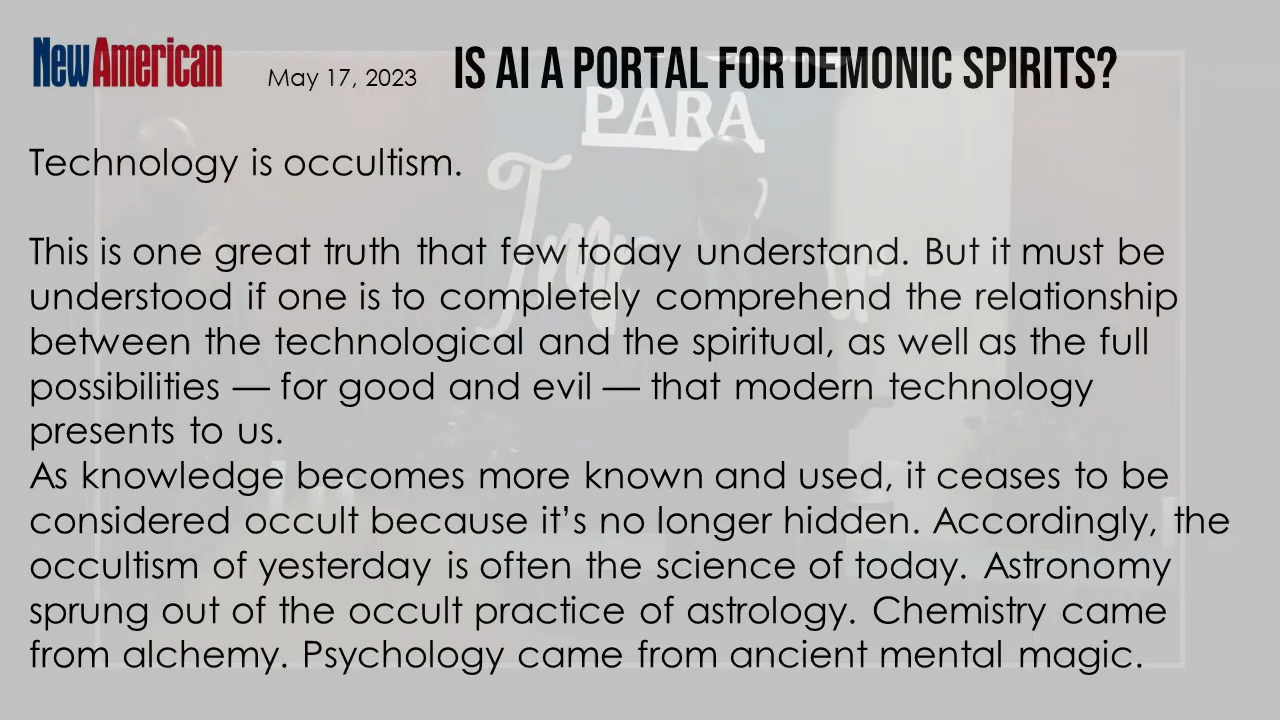 New American
May 17, 2023
IS AI A PORTAL FOR DEMONIC SPIRITS?
PARA
Technology is occultism.
This is one great truth that few today understand. But it must be
understood if one is to completely comprehend the relationship
between the technological and the spiritual, as well as the full
possibilities — for good and evil — that modern technology
presents to us.
As knowledge becomes more known and used, it ceases to be
considered occult because it’s no longer hidden. Accordingly, the
occultism of yesterday is often the science of today. Astronomy
sprung out of the occult practice of astrology. Chemistry came
from alchemy. Psychology came from ancient mental magic.